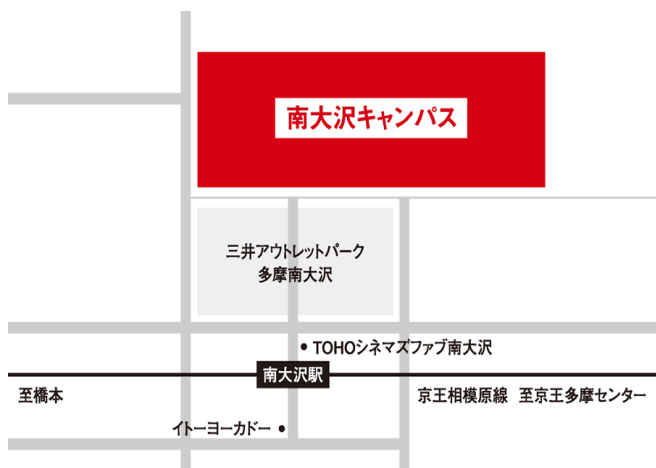 南大沢キャンパス
三井アウトレットパーク
多摩南大沢
TOHOシネマズファブ南大沢
南大沢駅
至橋本
京王相模原線 至京王多摩センター
イトーヨーカドー